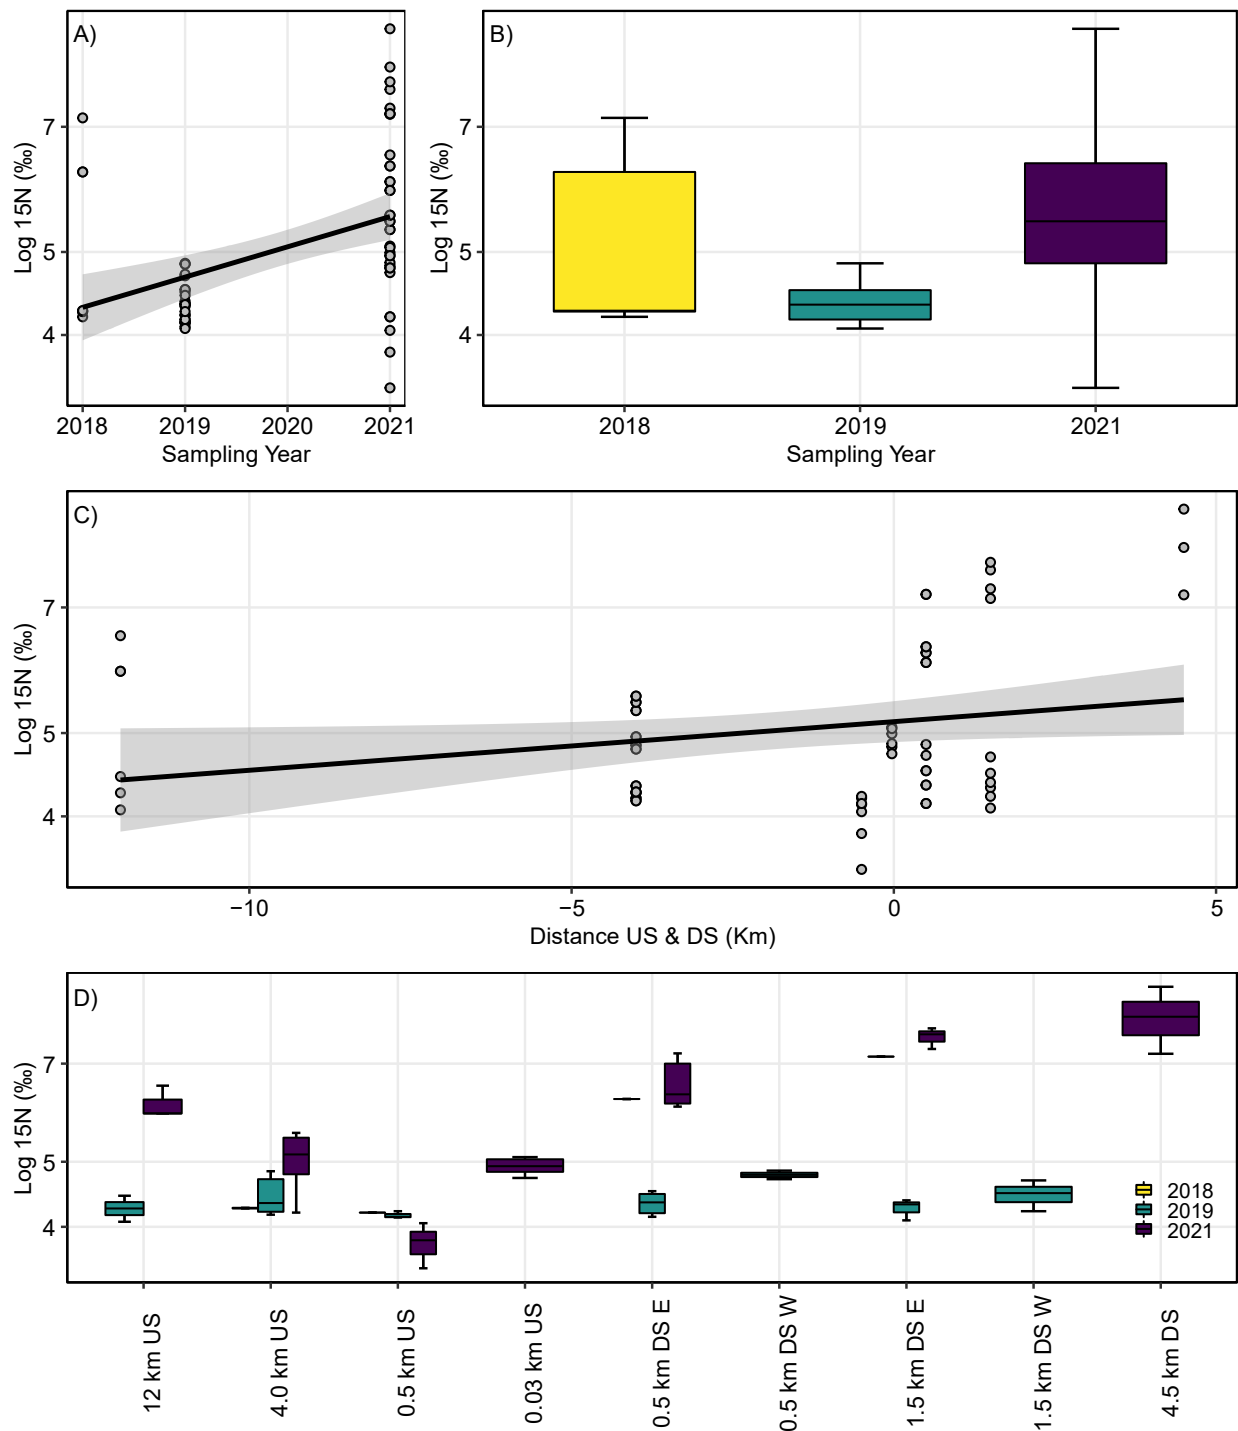 A)
Log 15N (‰)
7
5
4
2018 2019 2020 2021
Sampling Year
B)
Log 15N (‰)
7
5
4
2018 2019 2021
Sampling Year
C)
Log 15N (‰)
7
5
4
−10 −5 0 5
Distance US & DS (Km)
D)
Log 15N (‰)
7
5
4
2018
2019
2021
12 km US
4.0 km US
0.5 km US
0.03 km US
0.5 km DS E
0.5 km DS W
1.5 km DS E
1.5 km DS W
4.5 km DS